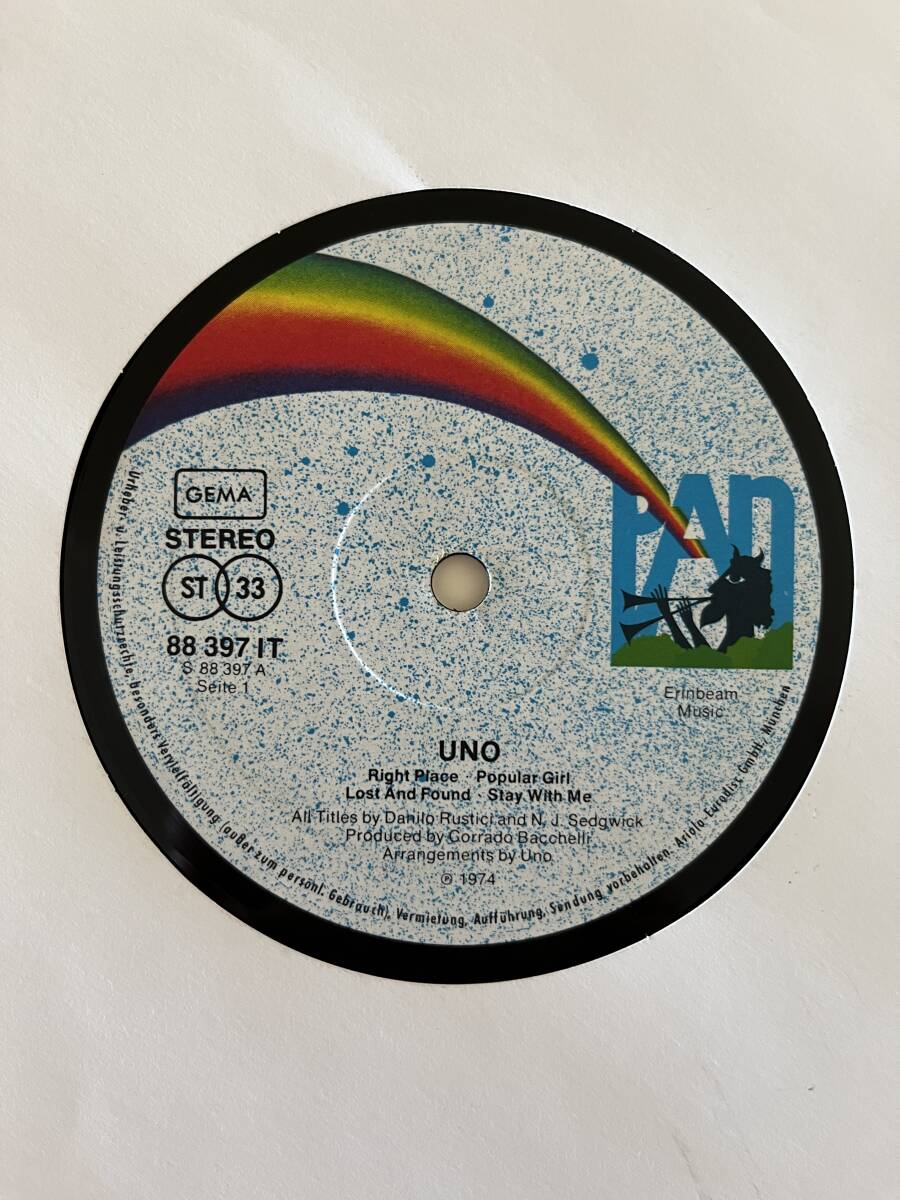 PAN
GEMA
STEREO
ST 33
88 397 IT
S 88 397 A
Seite 1
Erinbeam
Music
UNO
Right Place · Popular Girl
Lost And Found · Stay With Me
All Titles by Danilo Rustici and N. J. Sedgwick
Produced by Corrado Bacchelli
Arrangements by Uno
℗ 1974
Urheber- u. Leistungsschutzrechte, besonders Vervielfältigung (außer zum persönl. Gebrauch), Vermietung, Aufführung, Sendung vorbehalten. Ariola-Eurodisc GmbH. München